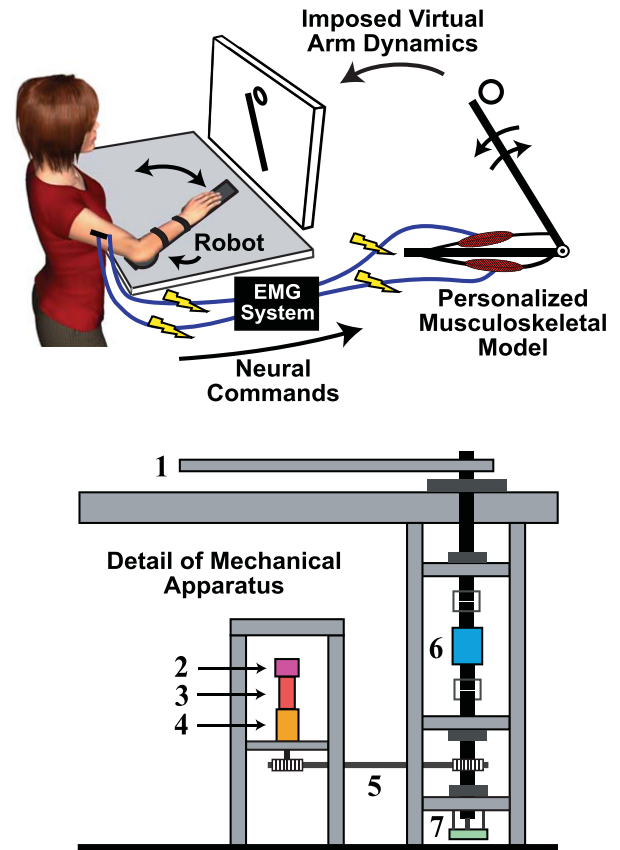 Imposed Virtual
Arm Dynamics
Robot
EMG
System
Personalized
Musculoskeletal
Model
Neural
Commands
1
Detail of Mechanical
Apparatus
2
3
4
5
6
7